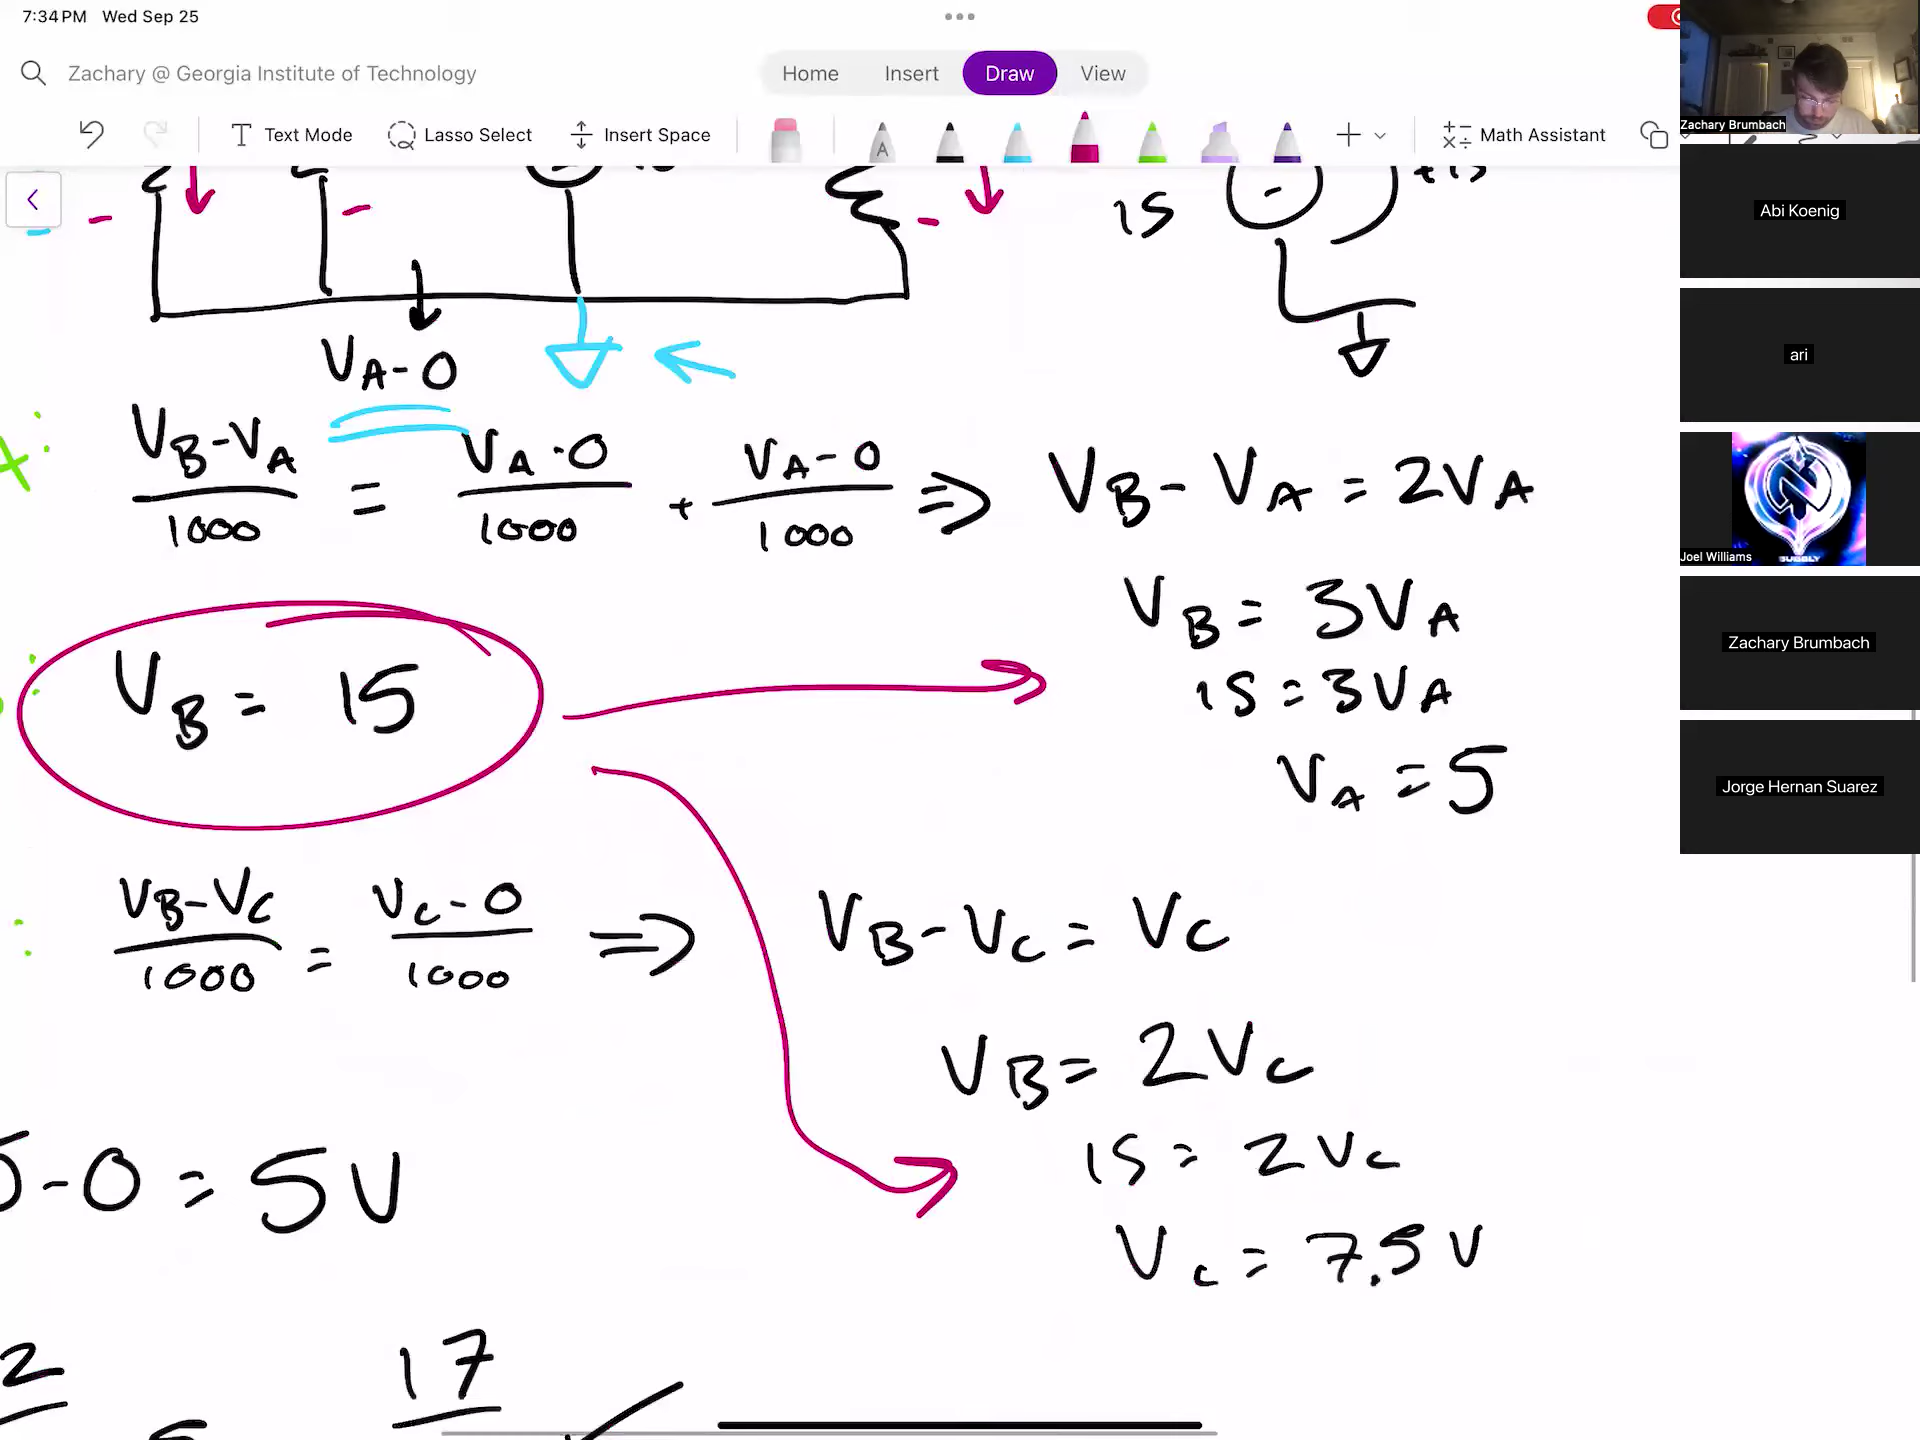 7:34 PM Wed Sep 25
Zachary @ Georgia Institute of Technology
Home Insert Draw View
Text Mode Lasso Select Insert Space Math Assistant
Zachary Brumbach
Abi Koenig
ari
Joel Williams
Zachary Brumbach
Jorge Hernan Suarez
15
+15
VA-0
A: (VB-VA)/1000 = (VA-0)/1000 + (VA-0)/1000 ⇒ VB-VA=2VA
VB=3VA
15=3VA
VA=5
VB= 15
: (VB-VC)/1000 = (VC-0)/1000 ⇒ VB-VC=VC
VB=2VC
15=2VC
VC=7.5V
5-0=5V
2
17